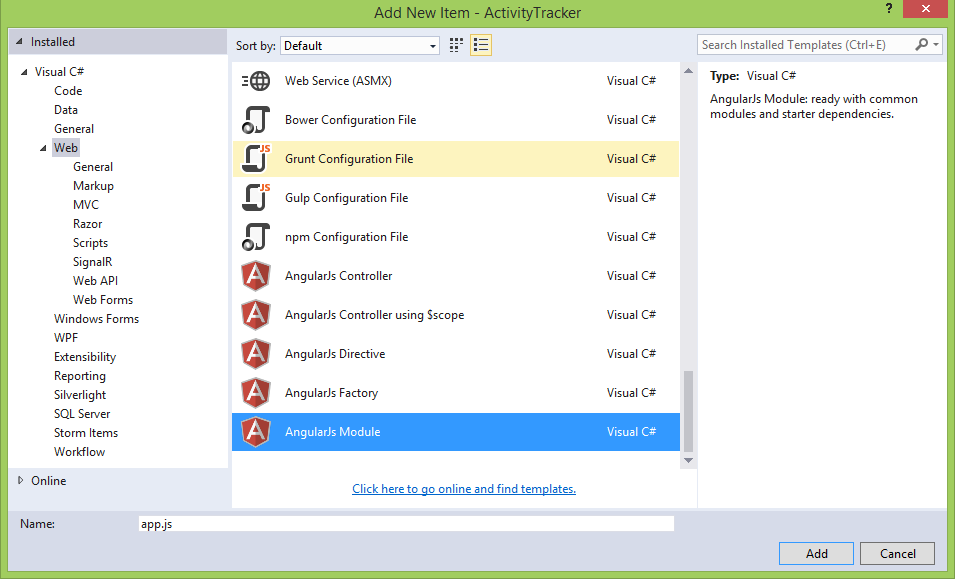 Add New Item - ActivityTracker
?
Installed
Visual C#
Code
Data
General
Web
General
Markup
MVC
Razor
Scripts
SignalR
Web API
Web Forms
Windows Forms
WPF
Extensibility
Reporting
Silverlight
SQL Server
Storm Items
Workflow
Online
Sort by: Default
Web Service (ASMX) Visual C#
Bower Configuration File Visual C#
JS Grunt Configuration File Visual C#
JS Gulp Configuration File Visual C#
npm Configuration File Visual C#
A AngularJs Controller Visual C#
A AngularJs Controller using $scope Visual C#
A AngularJs Directive Visual C#
A AngularJs Factory Visual C#
A AngularJs Module Visual C#
Click here to go online and find templates.
Search Installed Templates (Ctrl+E)
Type: Visual C#
AngularJs Module: ready with common
modules and starter dependencies.
Name: app.js
Add Cancel